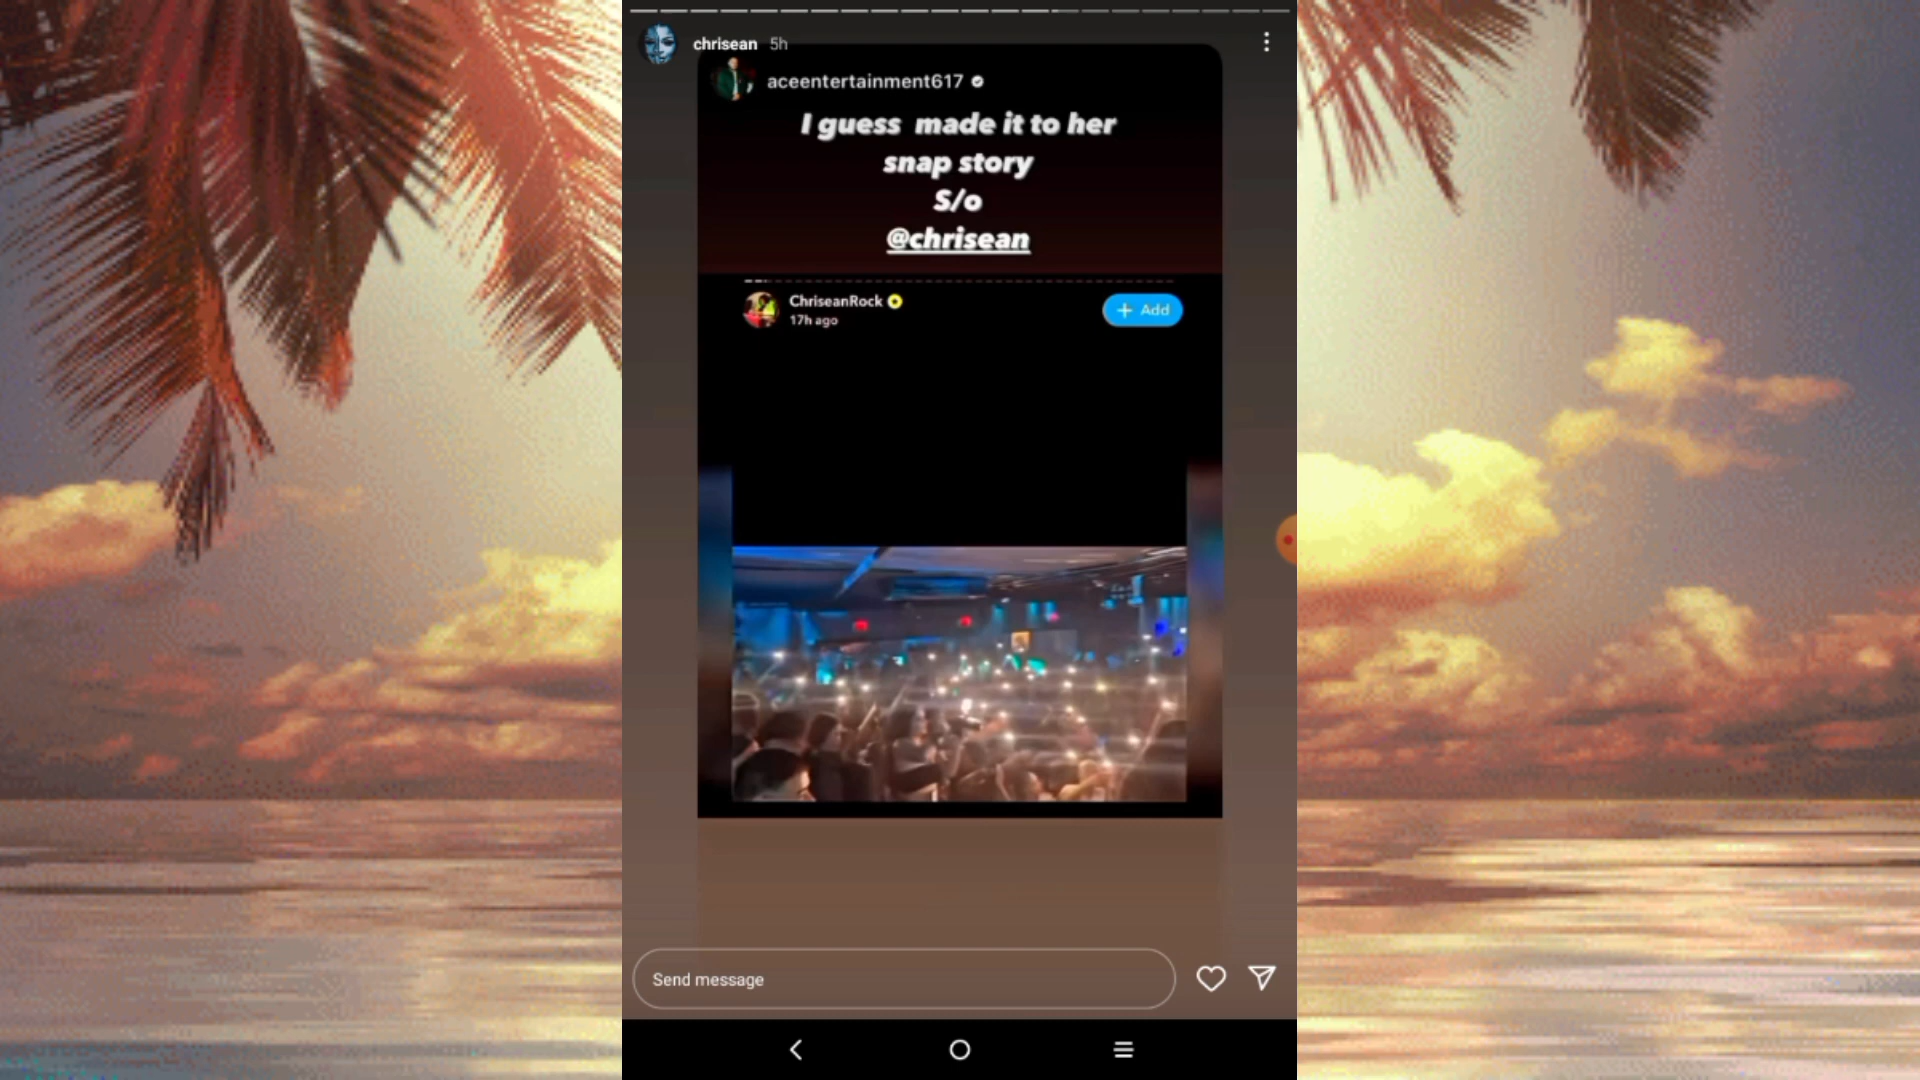 chrisean 5h
aceentertainment617
I guess made it to her
snap story
S/o
@chrisean
ChriseanRock
17h ago
+ Add
Send message